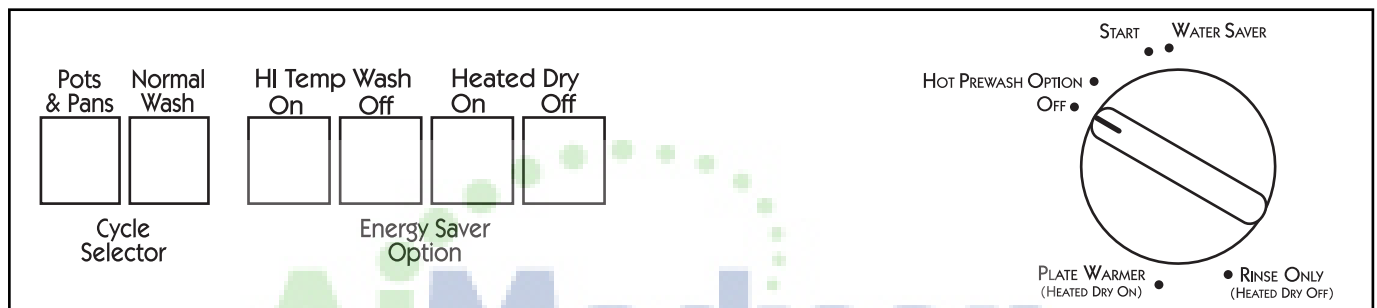 START WATER SAVER
HOT PREWASH OPTION
OFF
Pots & Pans
Normal Wash
HI Temp Wash
On Off
Heated Dry
On Off
Cycle
Selector
Energy Saver
Option
PLATE WARMER
(HEATED DRY ON)
RINSE ONLY
(HEATED DRY OFF)